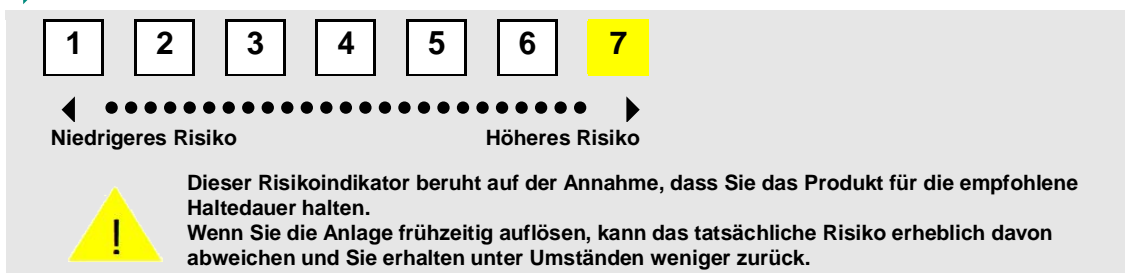 1 2 3 4 5 6 7
Niedrigeres Risiko Höheres Risiko
Dieser Risikoindikator beruht auf der Annahme, dass Sie das Produkt für die empfohlene
Haltedauer halten.
! Wenn Sie die Anlage frühzeitig auflösen, kann das tatsächliche Risiko erheblich davon
abweichen und Sie erhalten unter Umständen weniger zurück.